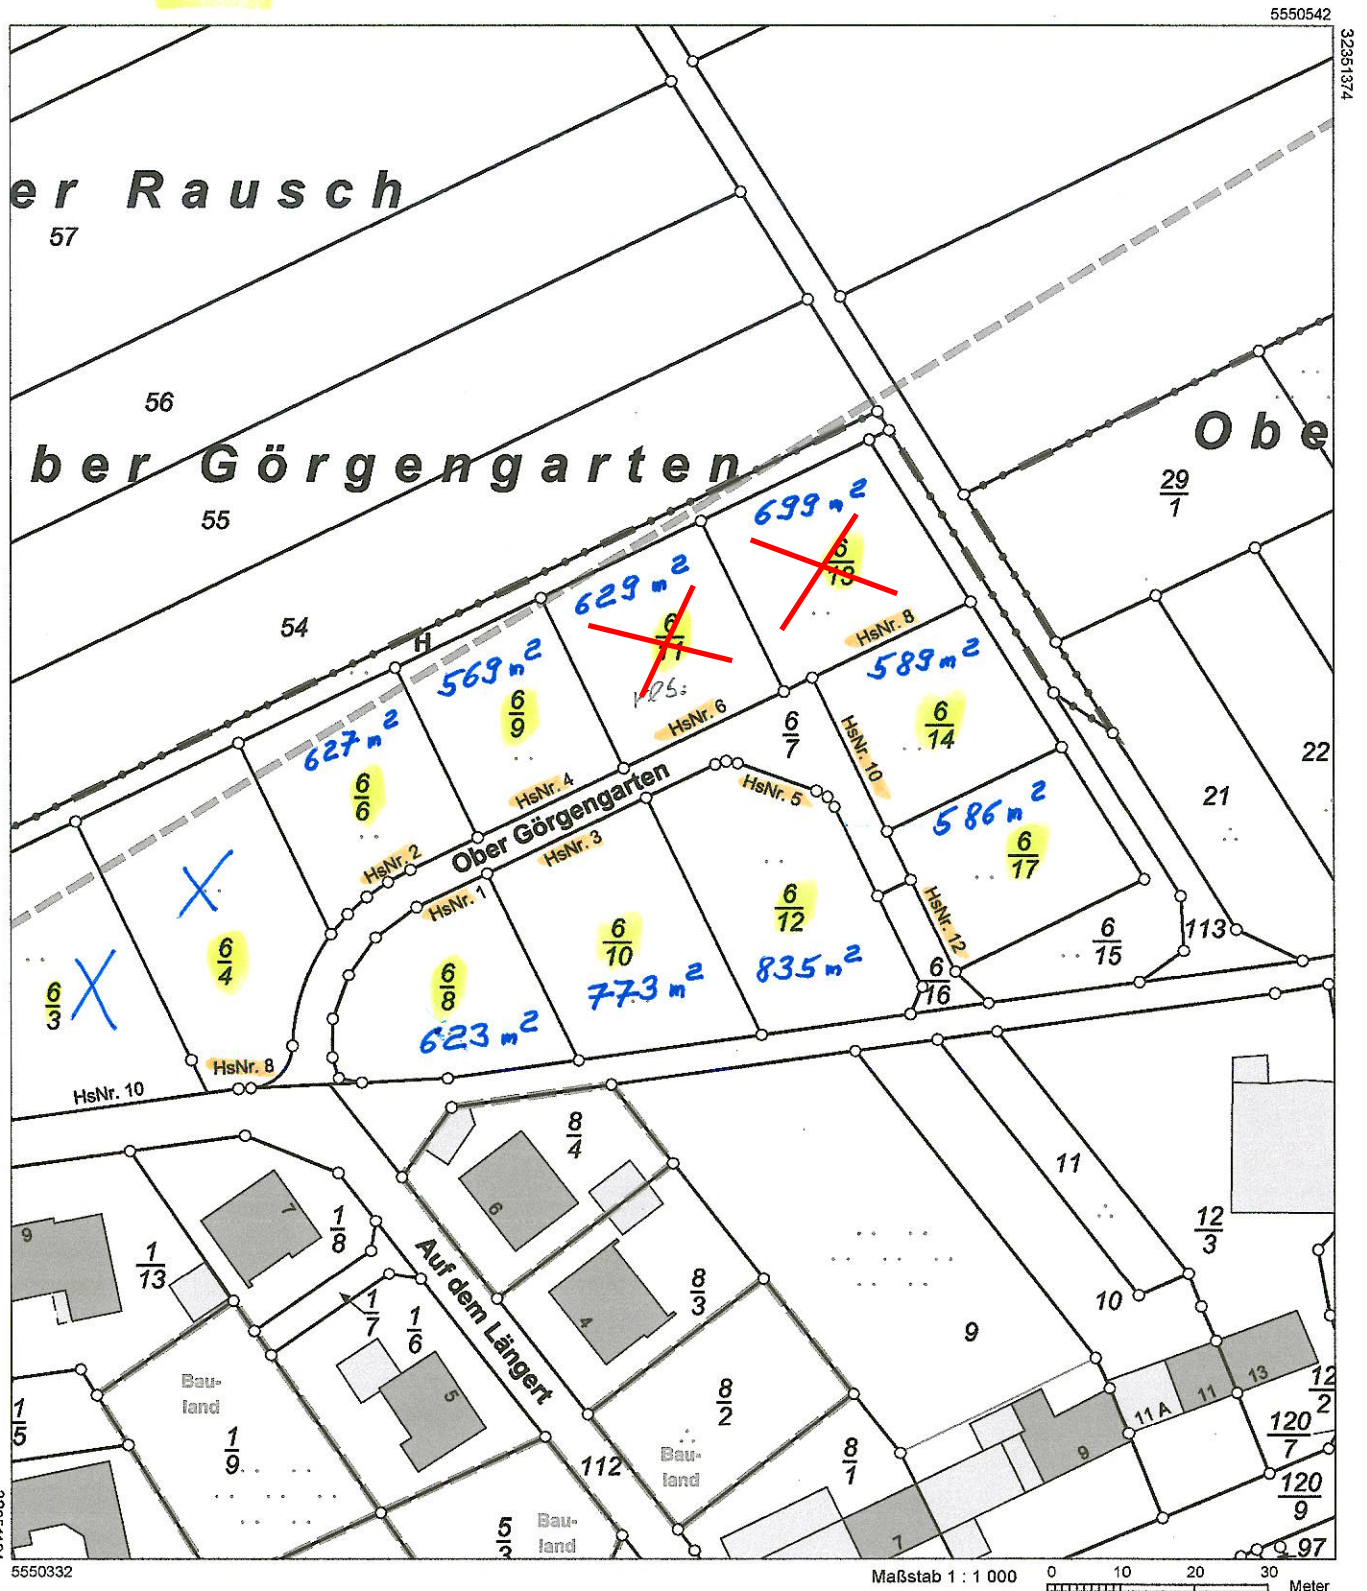 5550542
32351374
er Rausch
57
56
ber Görgengarten
Obe
55
29/1
699 m²
6/13
629 m²
6/11
res:
54
H
569 m²
6/9
HsNr. 8
589 m²
6/14
HsNr. 6
6/7
HsNr. 10
627 m²
6/6
HsNr. 4
HsNr. 5
22
21
586 m²
6/17
Ober Görgengarten
HsNr. 2
HsNr. 3
HsNr. 1
6/12
835 m²
HsNr. 12
113
6/15
6/4
6/10
773 m²
6/16
6/3
6/8
623 m²
HsNr. 8
HsNr. 10
8/4
11
6
7
1/8
12/3
9
1/13
Auf dem Längert
8/3
10
1/7
1/6
4
9
Bau-
land
5
8/2
11 A
11
13
12/2
1/5
1/9
112
Bau-
land
8/1
9
120/7
120/9
5/3
Bau-
land
7
97
5550332
Maßstab 1 : 1 000
0 10 20 30
Meter